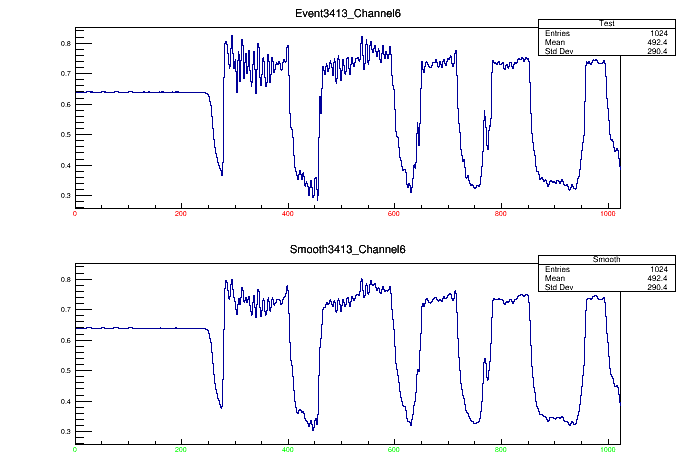 Event3413_Channel6
Test
Entries 1024
Mean 492.4
Std Dev 290.4
0.8
0.7
0.6
0.5
0.4
0.3
0 200 400 600 800 1000
Smooth3413_Channel6
Smooth
Entries 1024
Mean 492.4
Std Dev 290.4
0.8
0.7
0.6
0.5
0.4
0.3
0 200 400 600 800 1000